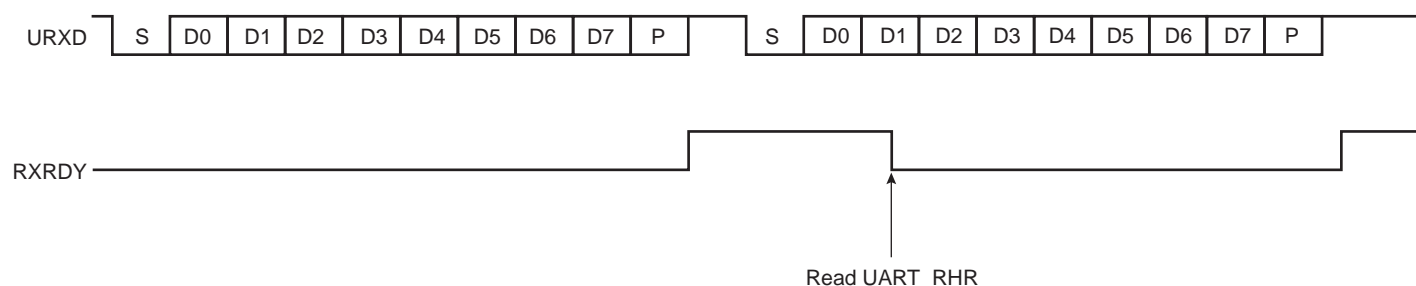 URXD S D0 D1 D2 D3 D4 D5 D6 D7 P S D0 D1 D2 D3 D4 D5 D6 D7 P
RXRDY
Read UART RHR